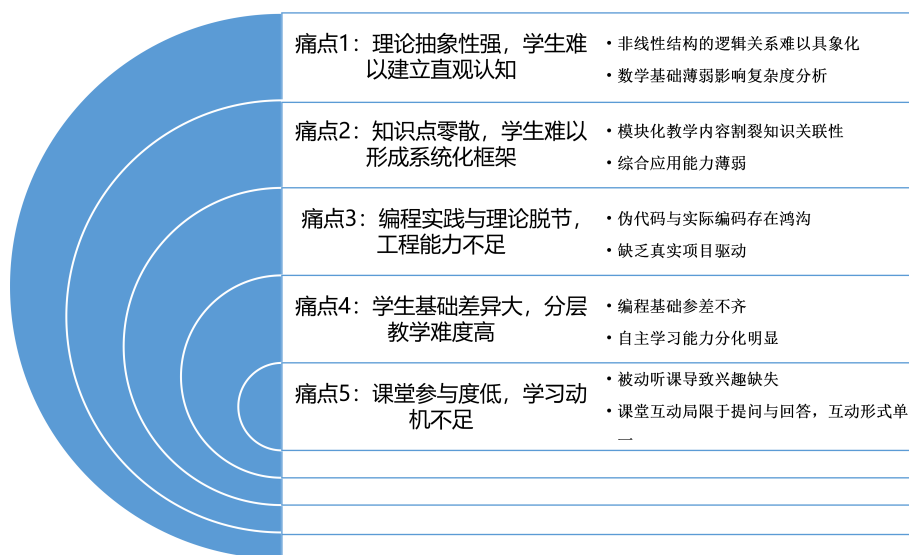 痛点1：理论抽象性强，学生难
以建立直观认知
• 非线性结构的逻辑关系难以具象化
• 数学基础薄弱影响复杂度分析
痛点2：知识点零散，学生难以
形成系统化框架
• 模块化教学内容割裂知识关联性
• 综合应用能力薄弱
痛点3：编程实践与理论脱节，
工程能力不足
• 伪代码与实际编码存在鸿沟
• 缺乏真实项目驱动
痛点4：学生基础差异大，分层
教学难度高
• 编程基础参差不齐
• 自主学习能力分化明显
痛点5：课堂参与度低，学习动
机不足
• 被动听课导致兴趣缺失
• 课堂互动局限于提问与回答，互动形式单
一